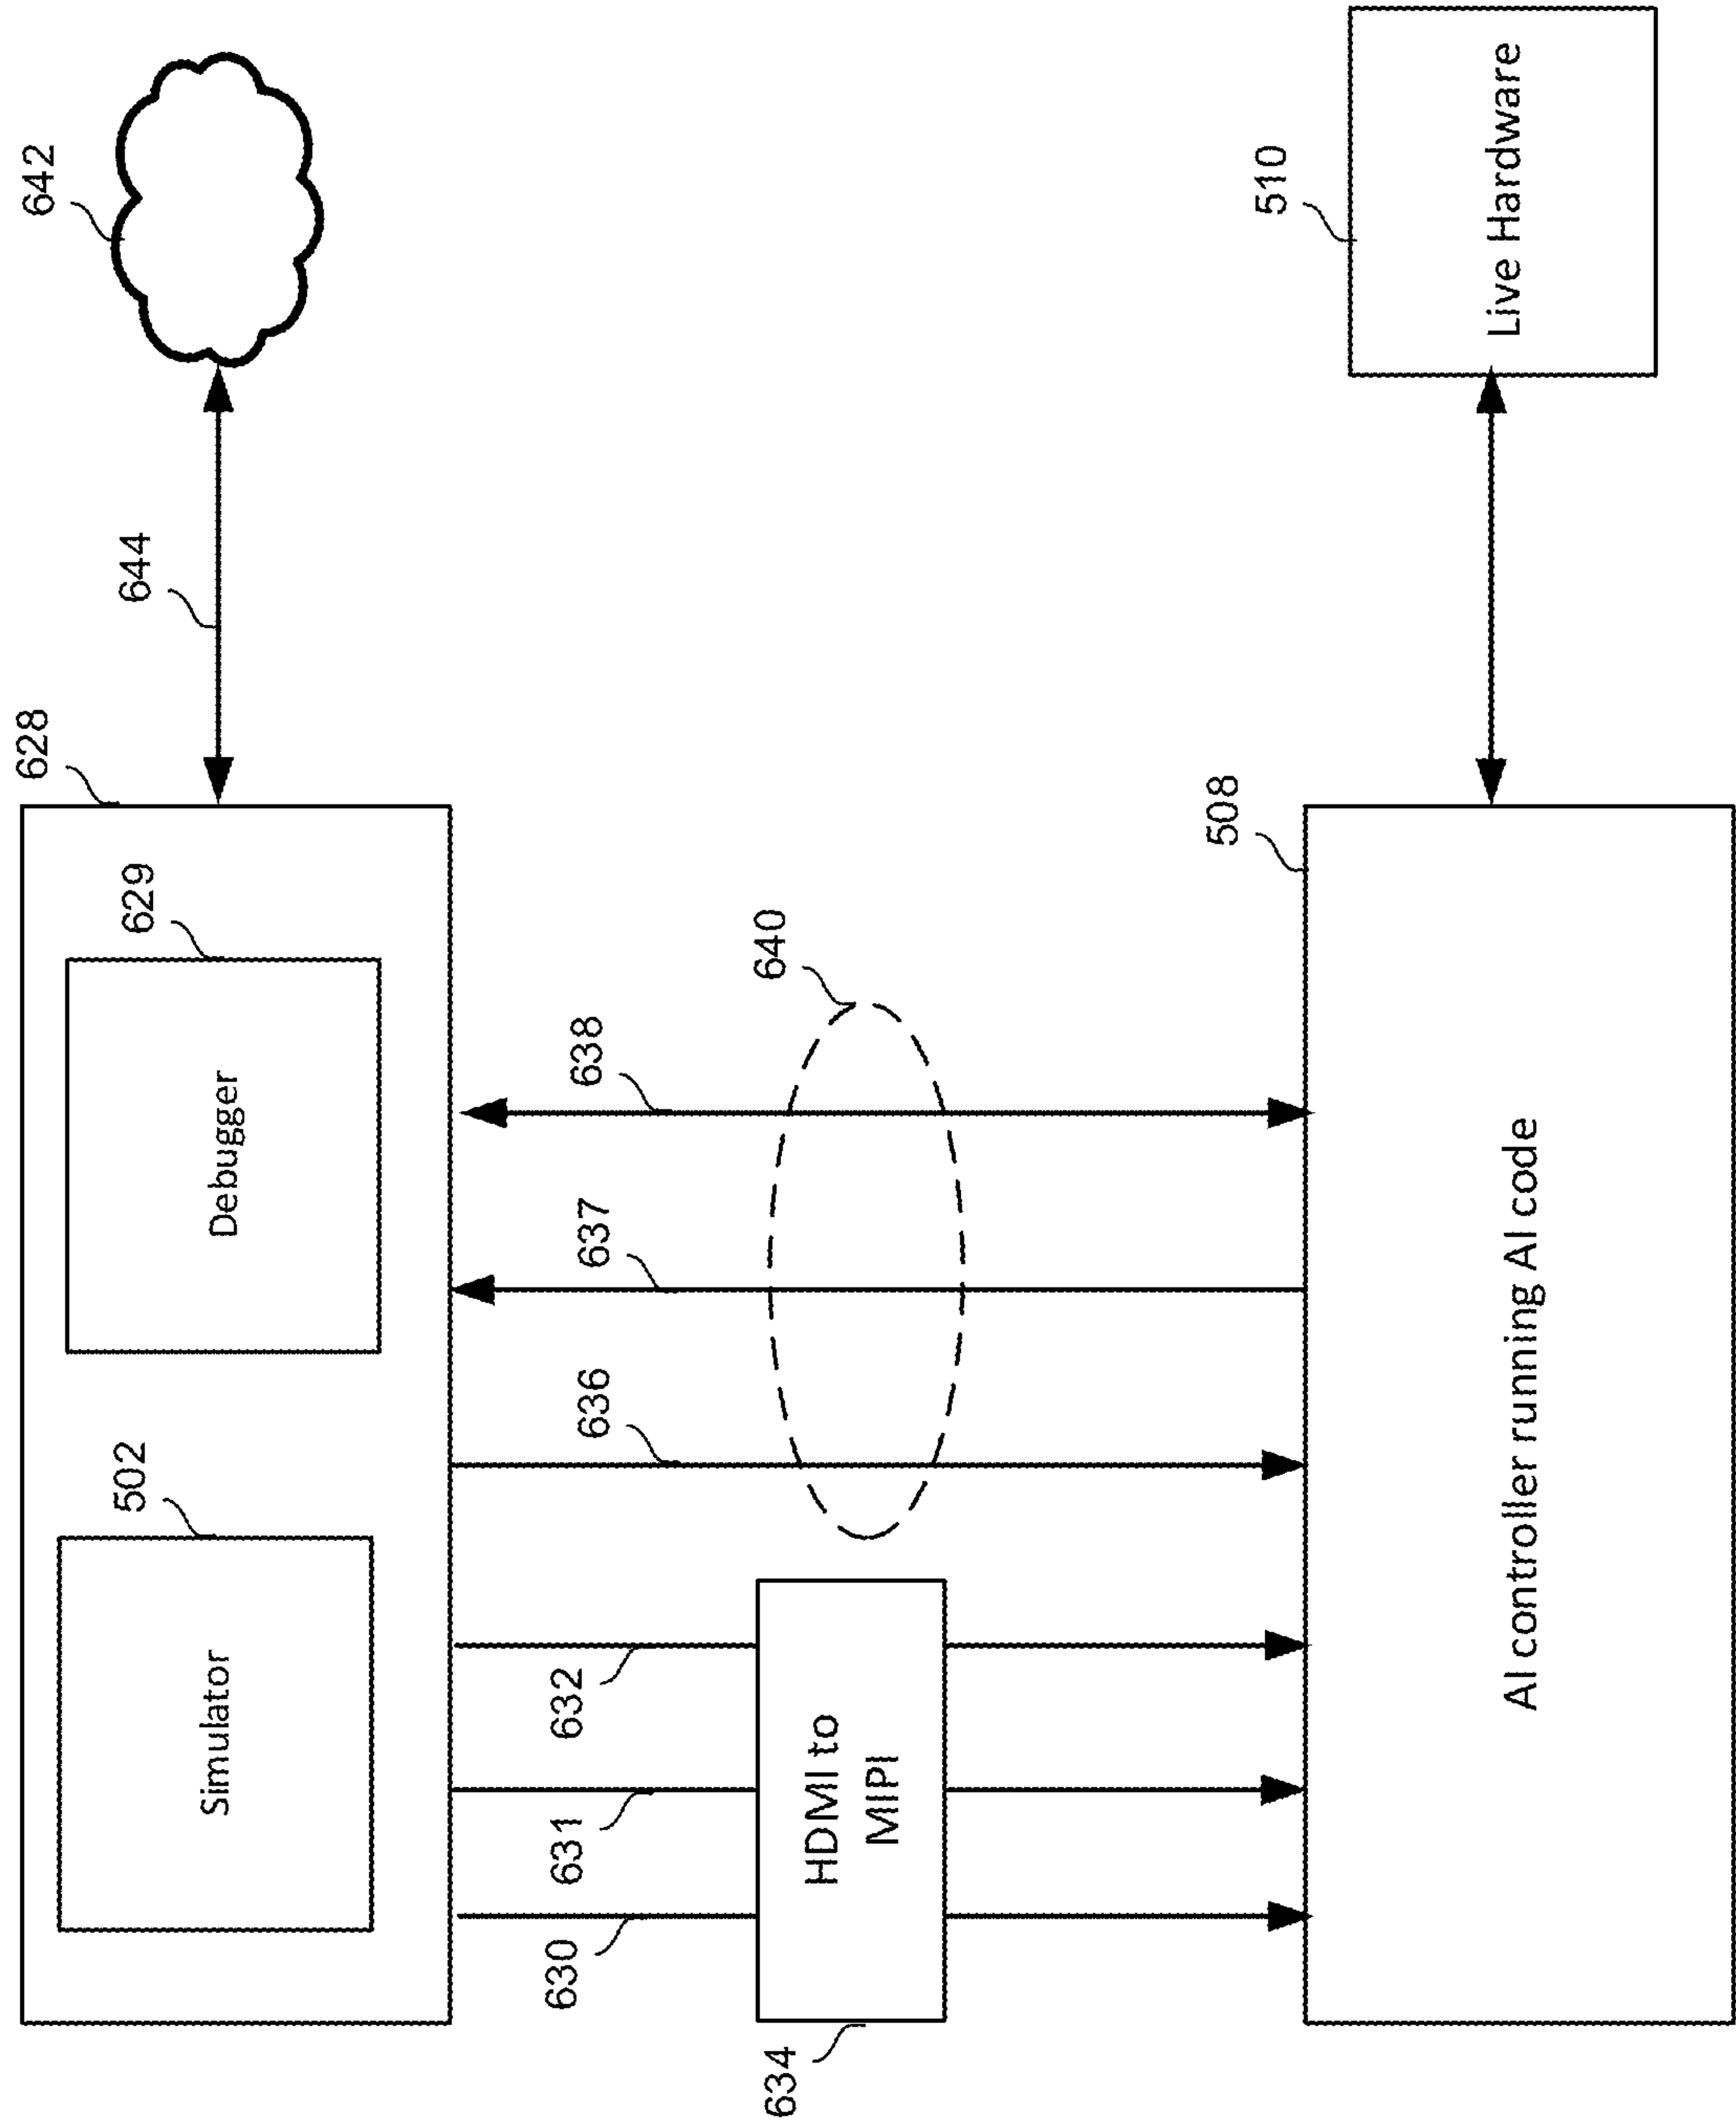 628
642
502
629
644
Simulator
Debugger
630
631
632
636
637
638
634
640
HDMI to
MIPI
508
510
AI controller running AI code
Live Hardware